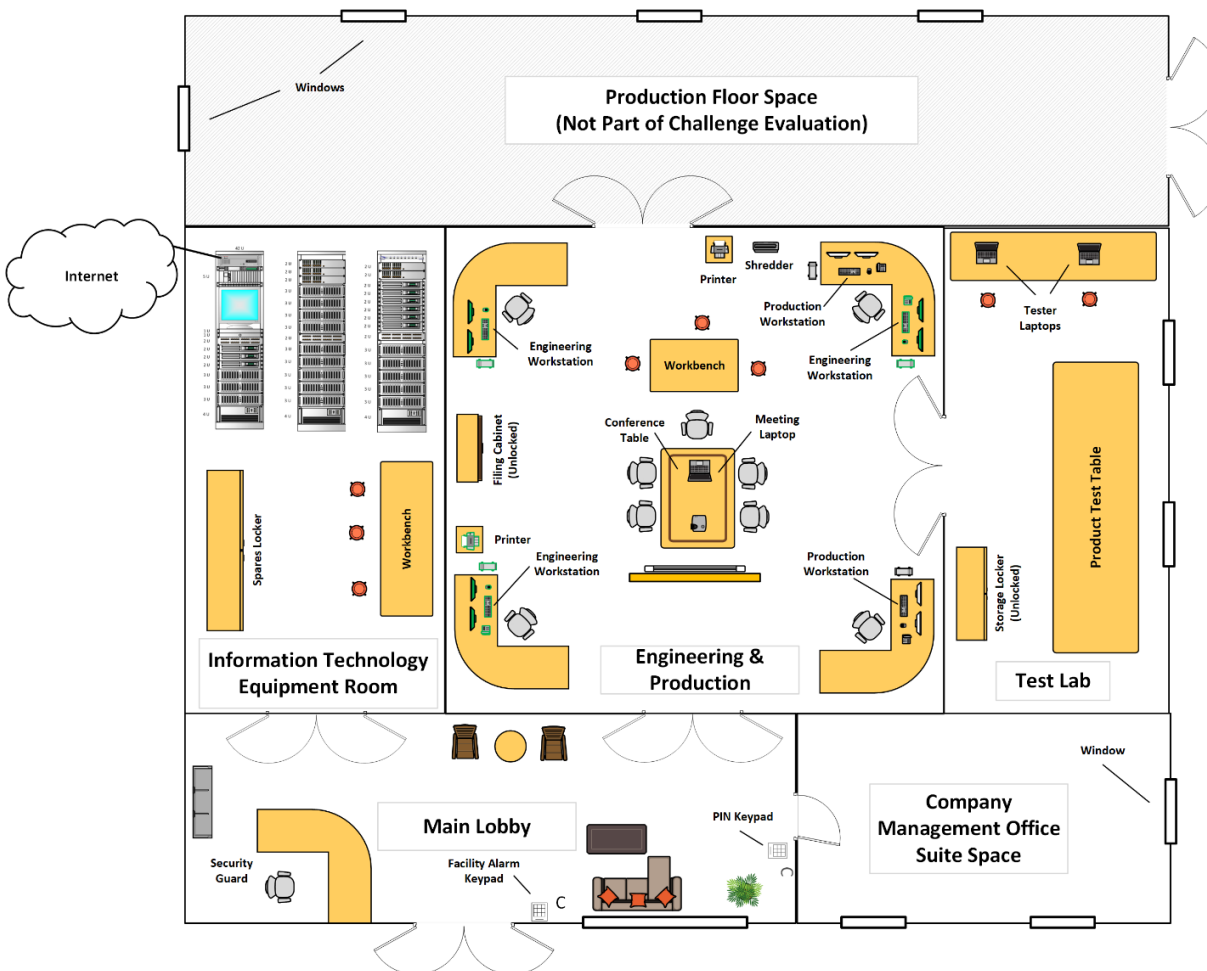 Windows
Production Floor Space
(Not Part of Challenge Evaluation)
Internet
Printer
Shredder
Production
Workstation
Engineering
Workstation
Engineering
Workstation
Tester
Laptops
Workbench
Conference
Table
Meeting
Laptop
Filing Cabinet
(Unlocked)
Spares Locker
Workbench
Printer
Engineering
Workstation
Production
Workstation
Storage Locker
(Unlocked)
Product Test Table
Information Technology
Equipment Room
Engineering &
Production
Test Lab
Main Lobby
Security
Guard
Facility Alarm
Keypad
C
PIN Keypad
C
Window
Company
Management Office
Suite Space